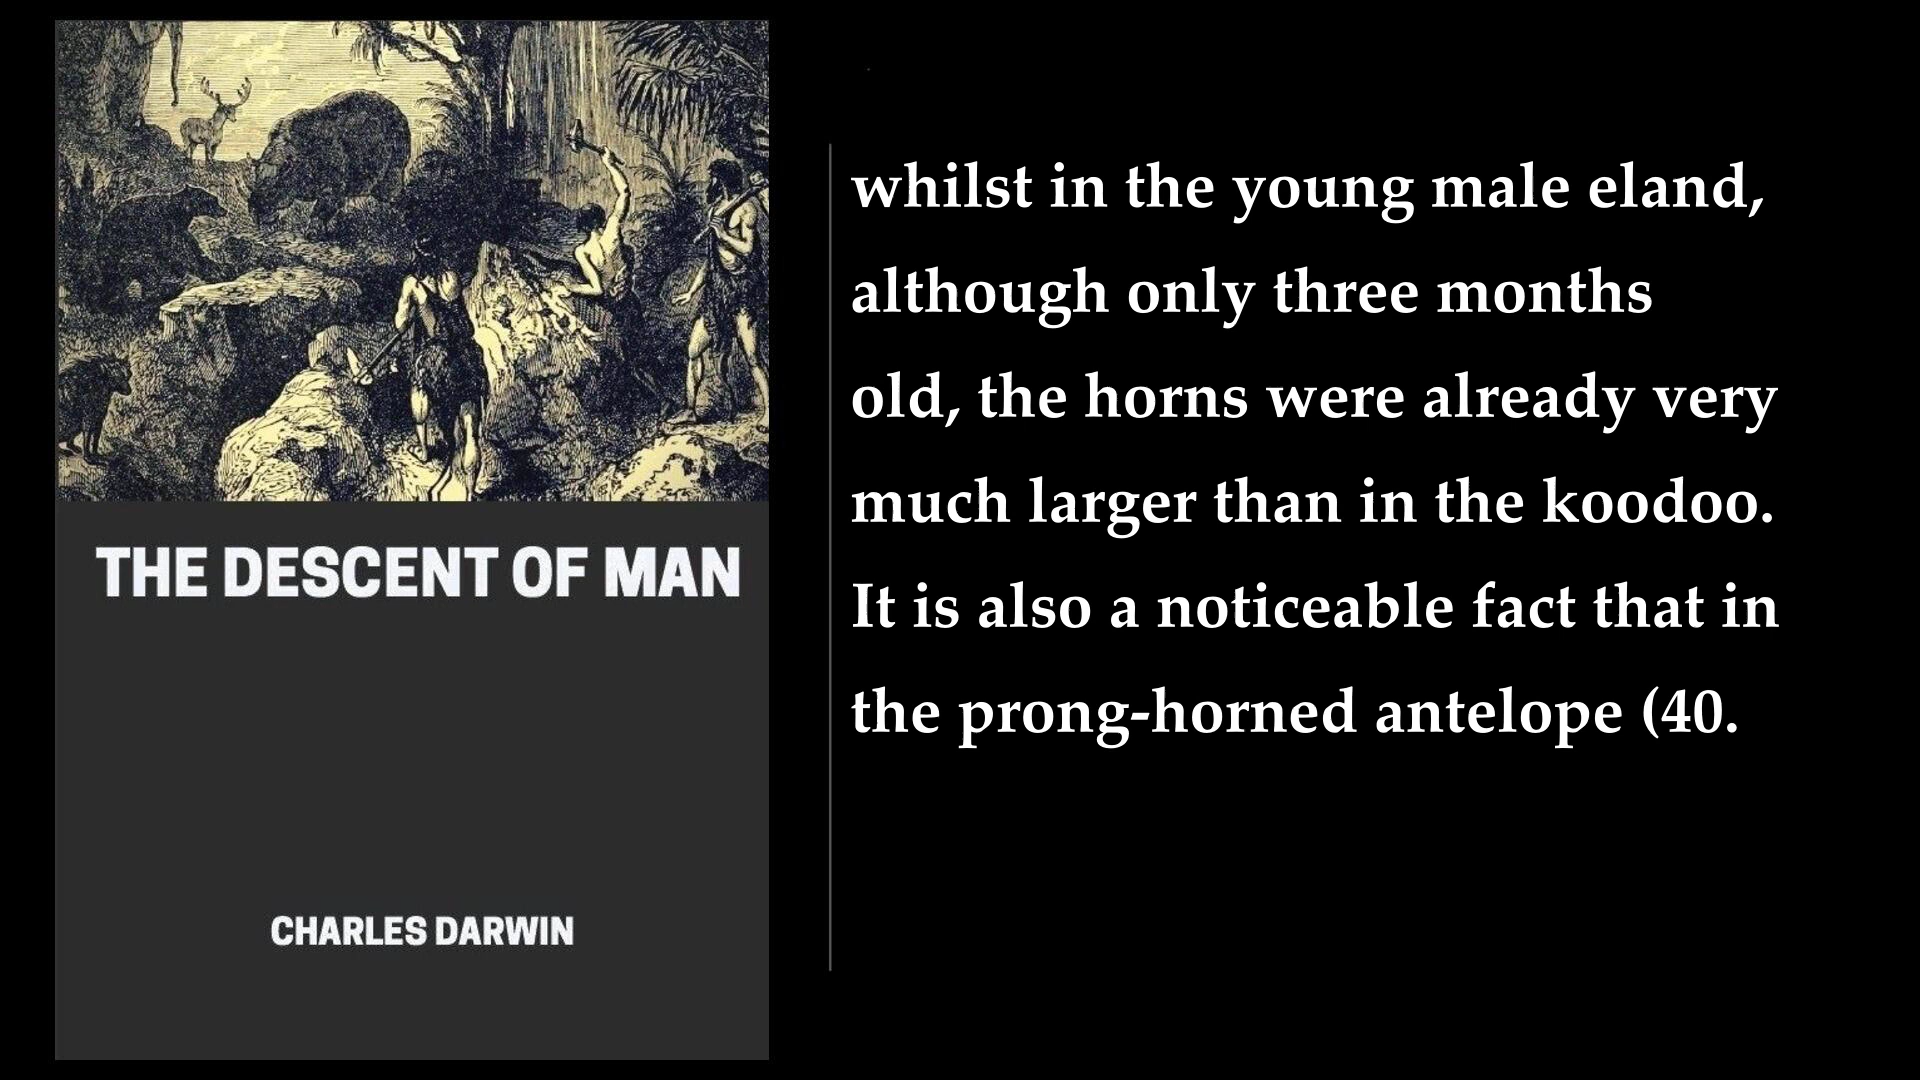 THE DESCENT OF MAN
CHARLES DARWIN
whilst in the young male eland,
although only three months
old, the horns were already very
much larger than in the koodoo.
It is also a noticeable fact that in
the prong-horned antelope (40.